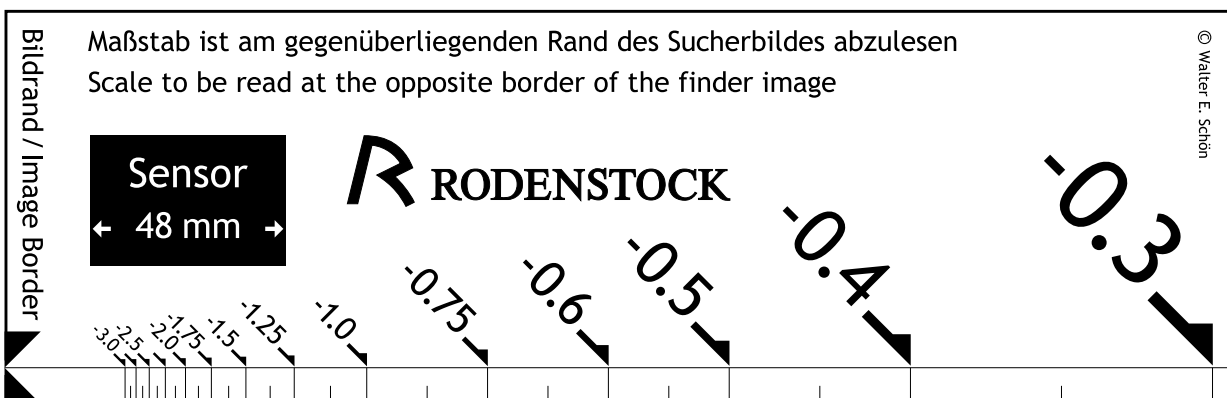 Maßstab ist am gegenüberliegenden Rand des Sucherbildes abzulesen
Scale to be read at the opposite border of the finder image
Bildrand / Image Border
© Walter E. Schön
Sensor
← 48 mm →
R RODENSTOCK
-3.0
-2.5
-2.0
-1.75
-1.5
-1.25
-1.0
-0.75
-0.6
-0.5
-0.4
-0.3